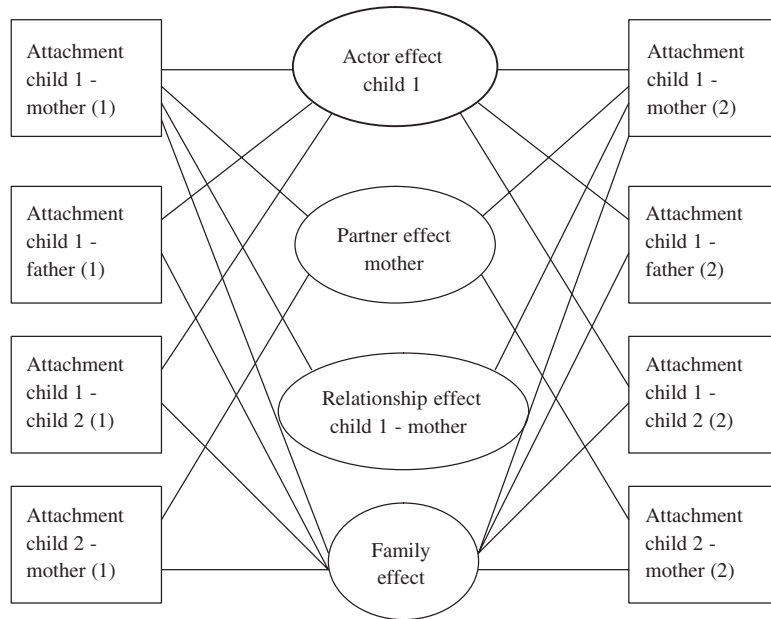 Attachment
child 1 -
mother (1)
Attachment
child 1 -
father (1)
Attachment
child 1 -
child 2 (1)
Attachment
child 2 -
mother (1)
Actor effect
child 1
Partner effect
mother
Relationship effect
child 1 - mother
Family
effect
Attachment
child 1 -
mother (2)
Attachment
child 1 -
father (2)
Attachment
child 1 -
child 2 (2)
Attachment
child 2 -
mother (2)